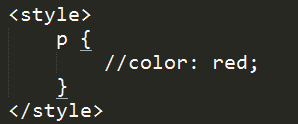 <style>
    p {
        //color: red;
    }
</style>